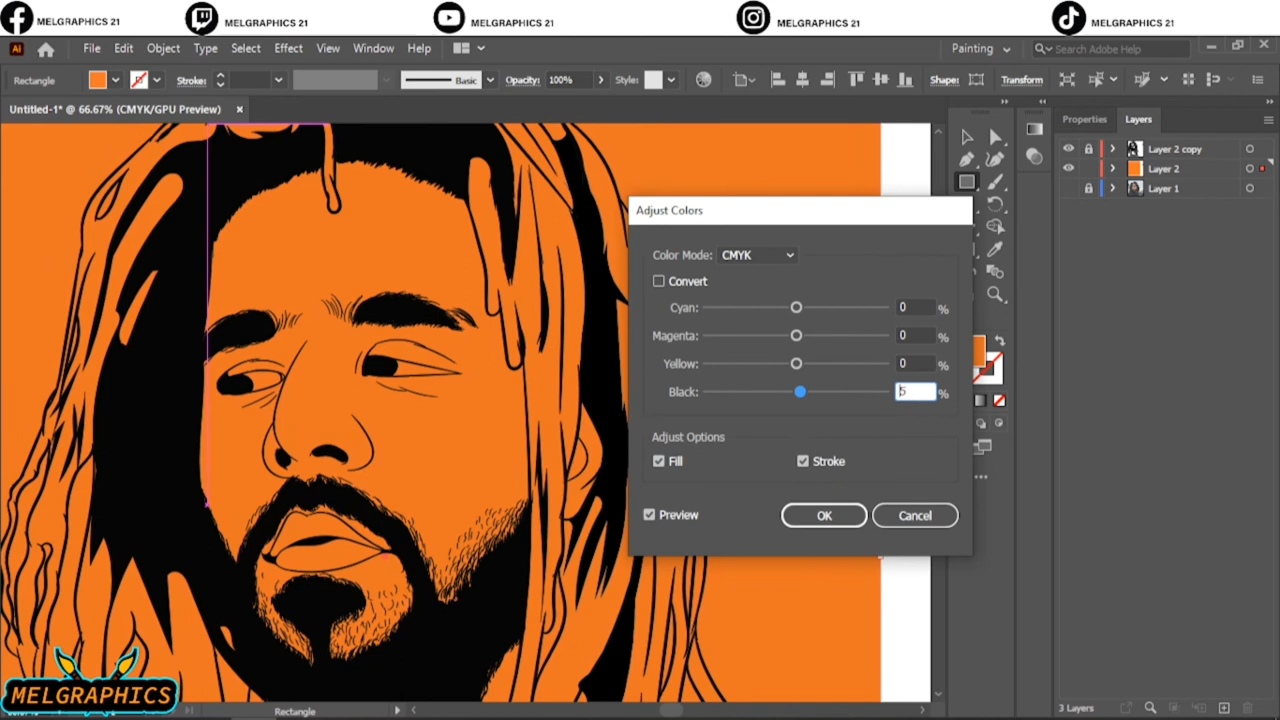 MELGRAPHICS 21
MELGRAPHICS 21
MELGRAPHICS 21
MELGRAPHICS 21
MELGRAPHICS 21
Ai File Edit Object Type Select Effect View Window Help Painting Search Adobe Help
Rectangle Stroke: Basic Opacity: 100% Style: Shape: Transform
Untitled-1* @ 66.67% (CMYK/GPU Preview) ×
Properties Layers
Layer 2 copy
Layer 2
Layer 1
Adjust Colors
Color Mode: CMYK
Convert
Cyan: 0 %
Magenta: 0 %
Yellow: 0 %
Black: 5 %
Adjust Options
Fill Stroke
Preview OK Cancel
MELGRAPHICS
Rectangle
3 Layers